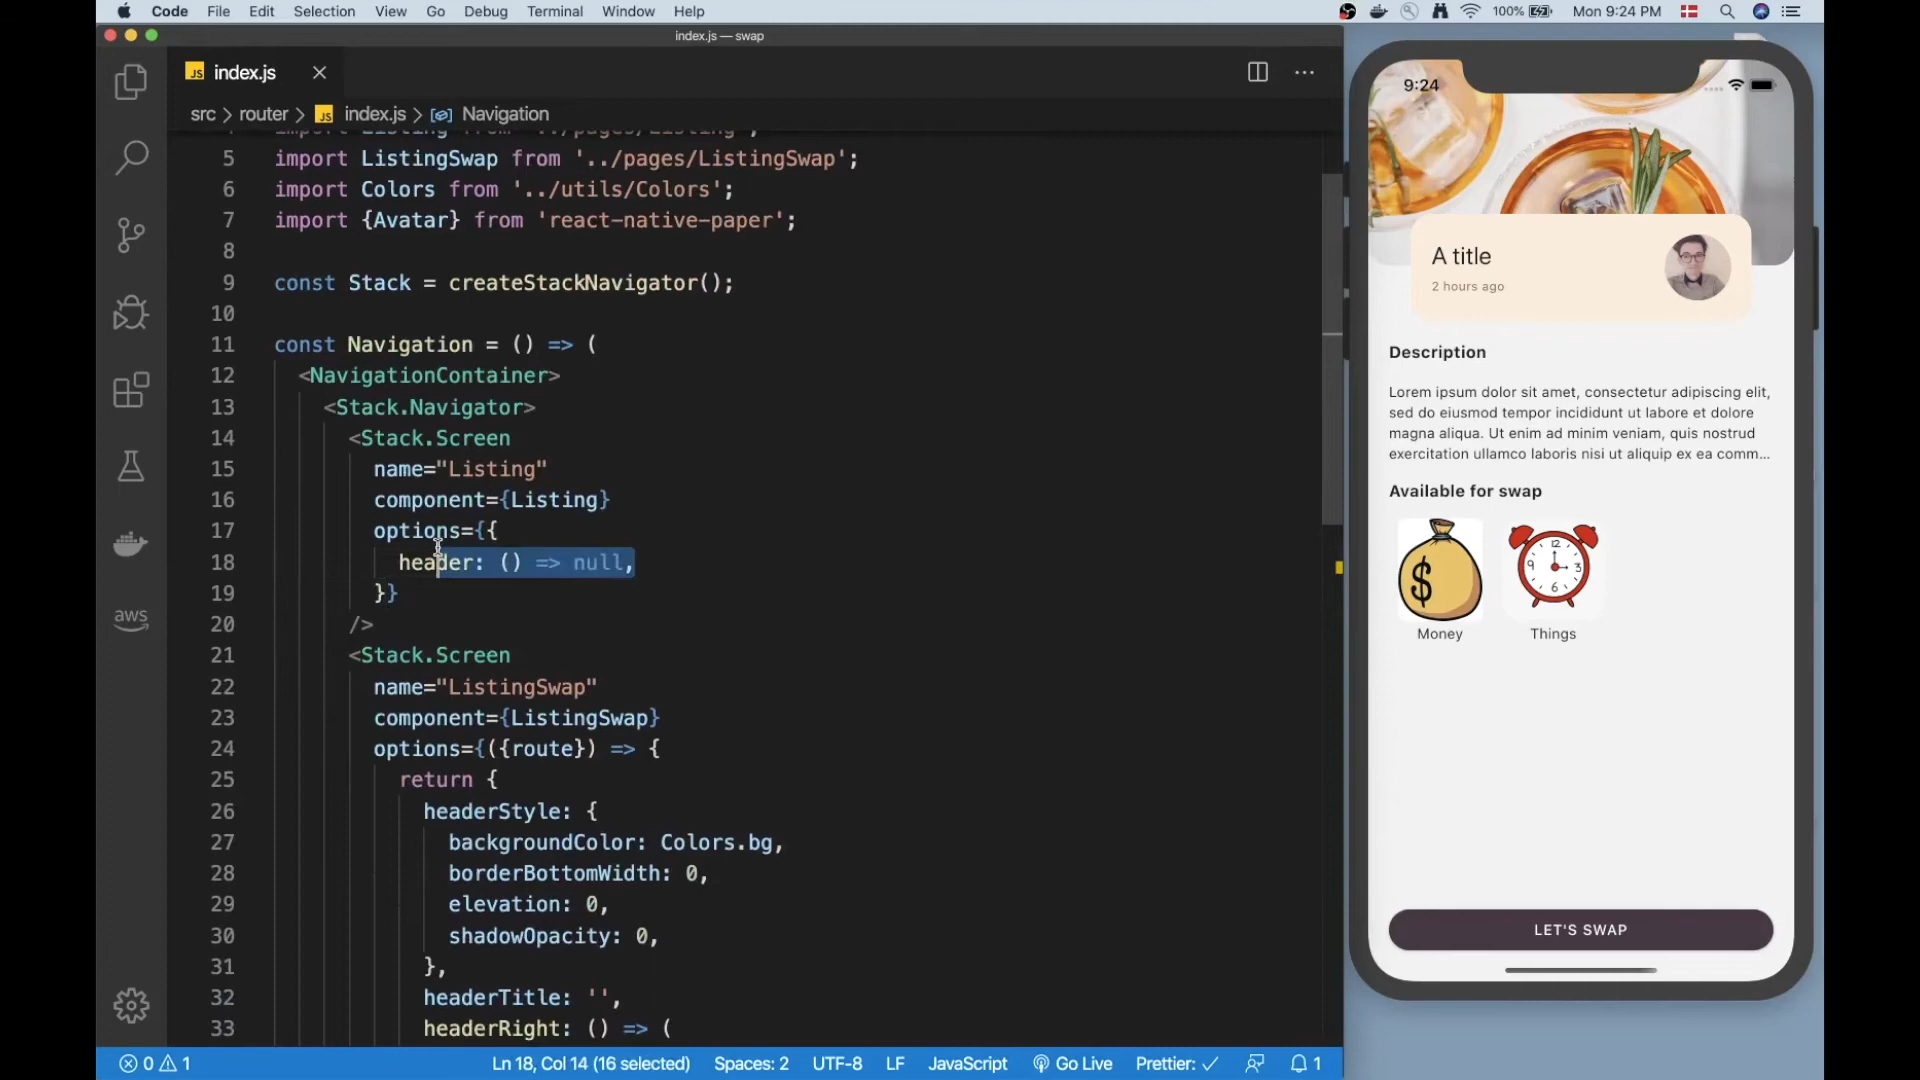 Code File Edit Selection View Go Debug Terminal Window Help
100% Mon 9:24 PM
index.js — swap
JS index.js
src > router > JS index.js > Navigation
5 import ListingSwap from '../pages/ListingSwap';
6 import Colors from '../utils/Colors';
7 import {Avatar} from 'react-native-paper';
8
9 const Stack = createStackNavigator();
10
11 const Navigation = () => (
12 <NavigationContainer>
13 <Stack.Navigator>
14 <Stack.Screen
15 name="Listing"
16 component={Listing}
17 options={{
18 header: () => null,
19 }}
20 />
21 <Stack.Screen
22 name="ListingSwap"
23 component={ListingSwap}
24 options={({route}) => {
25 return {
26 headerStyle: {
27 backgroundColor: Colors.bg,
28 borderBottomWidth: 0,
29 elevation: 0,
30 shadowOpacity: 0,
31 },
32 headerTitle: '',
33 headerRight: () => (
aws
0 1 Ln 18, Col 14 (16 selected) Spaces: 2 UTF-8 LF JavaScript Go Live Prettier: ✓ 1
9:24
A title
2 hours ago
Description
Lorem ipsum dolor sit amet, consectetur adipiscing elit,
sed do eiusmod tempor incididunt ut labore et dolore
magna aliqua. Ut enim ad minim veniam, quis nostrud
exercitation ullamco laboris nisi ut aliquip ex ea comm...
Available for swap
$
12
3
6
Money Things
LET'S SWAP